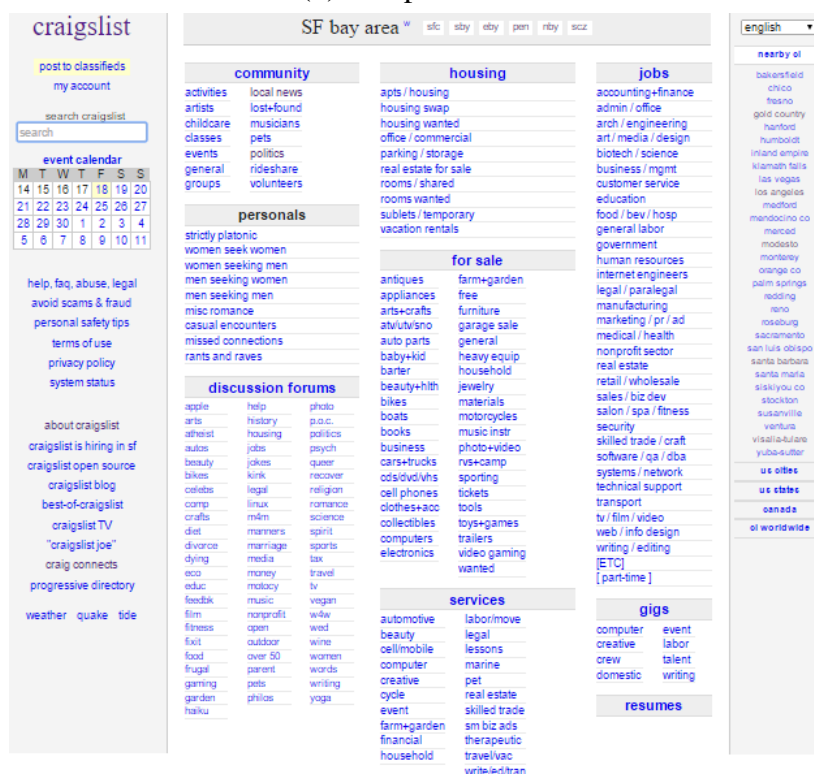 craigslist
post to classifieds
my account
search craigslist
search
event calendar
M T W T F S S
14 15 16 17 18 19 20
21 22 23 24 25 26 27
28 29 30 1 2 3 4
5 6 7 8 9 10 11
help, faq, abuse, legal
avoid scams & fraud
personal safety tips
terms of use
privacy policy
system status
about craigslist
craigslist is hiring in sf
craigslist open source
craigslist blog
best-of-craigslist
craigslist TV
"craigslist joe"
craig connects
progressive directory
weather quake tide
SF bay area w sfc sby eby pen nby scz
community
activities
artists
childcare
classes
events
general
groups
local news
lost+found
musicians
pets
politics
rideshare
volunteers
personals
strictly platonic
women seek women
women seeking men
men seeking women
men seeking men
misc romance
casual encounters
missed connections
rants and raves
discussion forums
apple
arts
atheist
autos
beauty
bikes
celebs
comp
crafts
diet
divorce
dying
eco
educ
feedbk
film
fitness
fixit
food
frugal
gaming
garden
haiku
help
history
housing
jobs
jokes
kink
legal
linux
m4m
manners
marriage
media
money
motocy
music
nonprofit
open
outdoor
over 50
parent
pets
philos
photo
p.o.c.
politics
psych
queer
recover
religion
romance
science
spirit
sports
tax
travel
tv
vegan
w4w
wed
wine
women
words
writing
yoga
housing
apts / housing
housing swap
housing wanted
office / commercial
parking / storage
real estate for sale
rooms / shared
rooms wanted
sublets / temporary
vacation rentals
for sale
antiques
appliances
arts+crafts
atv/utv/sno
auto parts
baby+kid
barter
beauty+hlth
bikes
boats
books
business
cars+trucks
cds/dvd/vhs
cell phones
clothes+acc
collectibles
computers
electronics
farm+garden
free
furniture
garage sale
general
heavy equip
household
jewelry
materials
motorcycles
music instr
photo+video
rvs+camp
sporting
tickets
tools
toys+games
trailers
video gaming
wanted
services
automotive
beauty
cell/mobile
computer
creative
cycle
event
farm+garden
financial
household
labor/move
legal
lessons
marine
pet
real estate
skilled trade
sm biz ads
therapeutic
travel/vac
write/ed/tran
jobs
accounting+finance
admin / office
arch / engineering
art / media / design
biotech / science
business / mgmt
customer service
education
food / bev / hosp
general labor
government
human resources
internet engineers
legal / paralegal
manufacturing
marketing / pr / ad
medical / health
nonprofit sector
real estate
retail / wholesale
sales / biz dev
salon / spa / fitness
security
skilled trade / craft
software / qa / dba
systems / network
technical support
transport
tv / film / video
web / info design
writing / editing
[ETC]
[ part-time ]
gigs
computer
creative
crew
domestic
event
labor
talent
writing
resumes
english
nearby cl
bakersfield
chico
fresno
gold country
hanford
humboldt
inland empire
klamath falls
las vegas
los angeles
medford
mendocino co
merced
modesto
monterey
orange co
palm springs
redding
reno
roseburg
sacramento
san luis obispo
santa barbara
santa maria
siskiyou co
stockton
susanville
ventura
visalia-tulare
yuba-sutter
us cities
us states
canada
cl worldwide